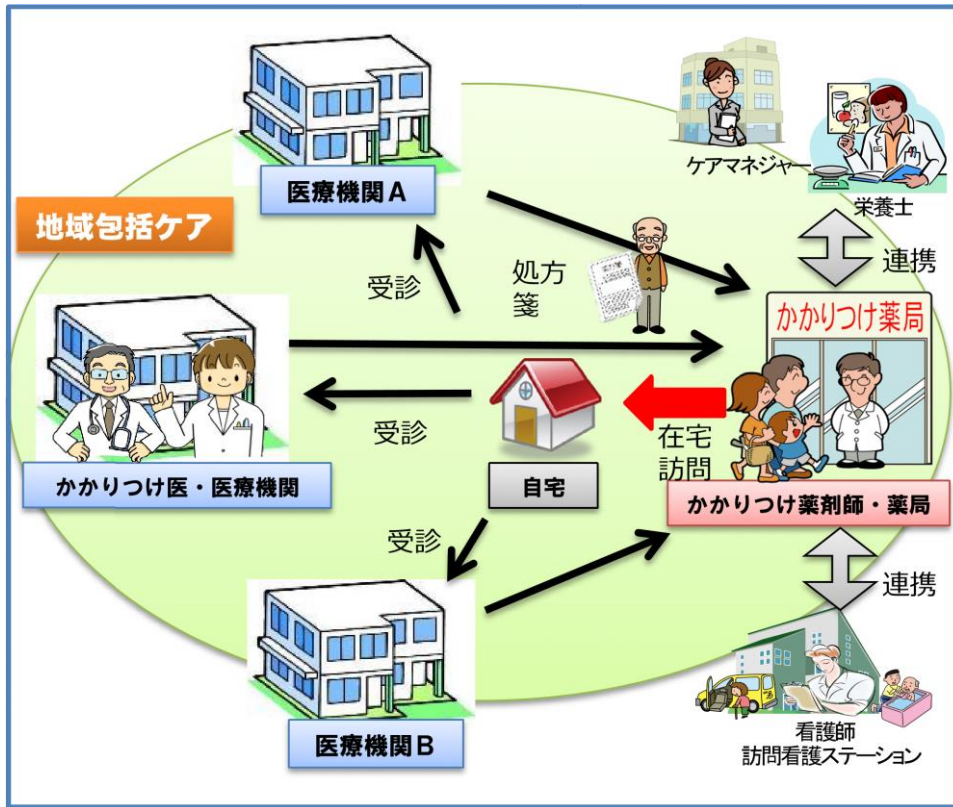 ケアマネジャー
栄養士
医療機関A
地域包括ケア
連携
受診
処方
箋
かかりつけ薬局
受診
在宅
訪問
かかりつけ医・医療機関
自宅
かかりつけ薬剤師・薬局
受診
連携
医療機関B
看護師
訪問看護ステーション